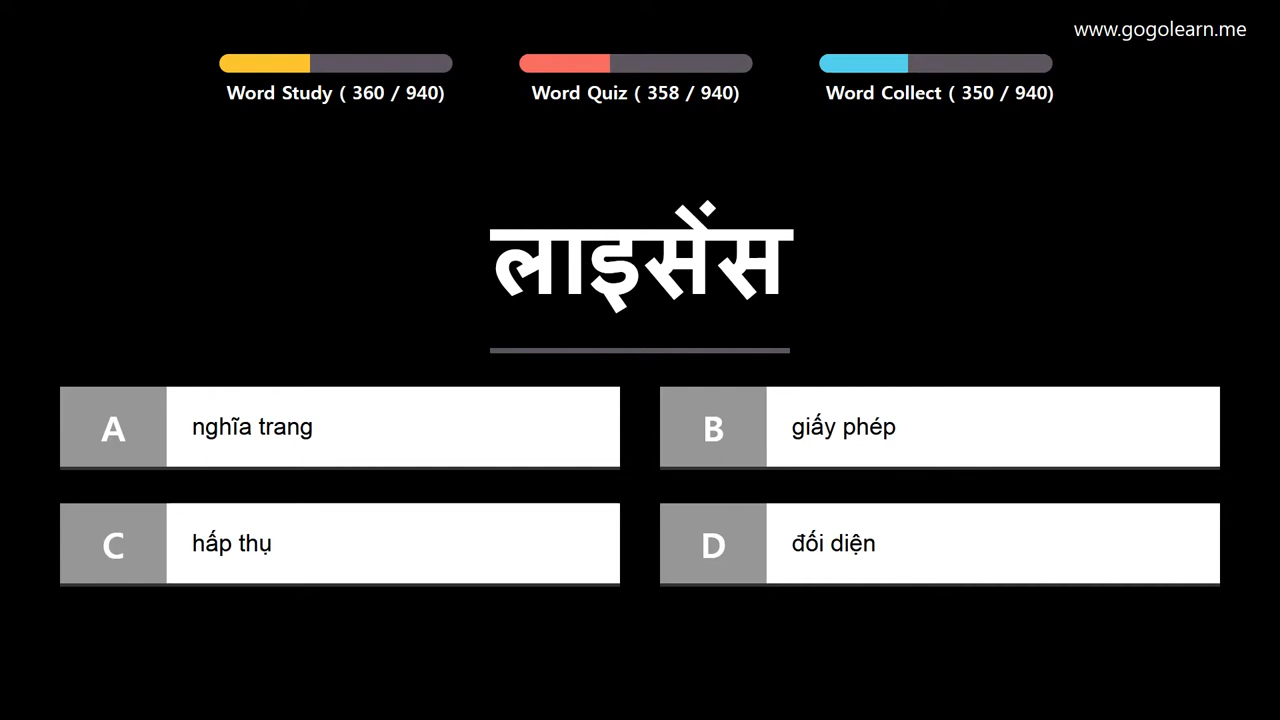 www.gogolearn.me
Word Study ( 360 / 940)
Word Quiz ( 358 / 940)
Word Collect ( 350 / 940)
लाइसेंस
A nghĩa trang
B giấy phép
C hấp thụ
D đối diện